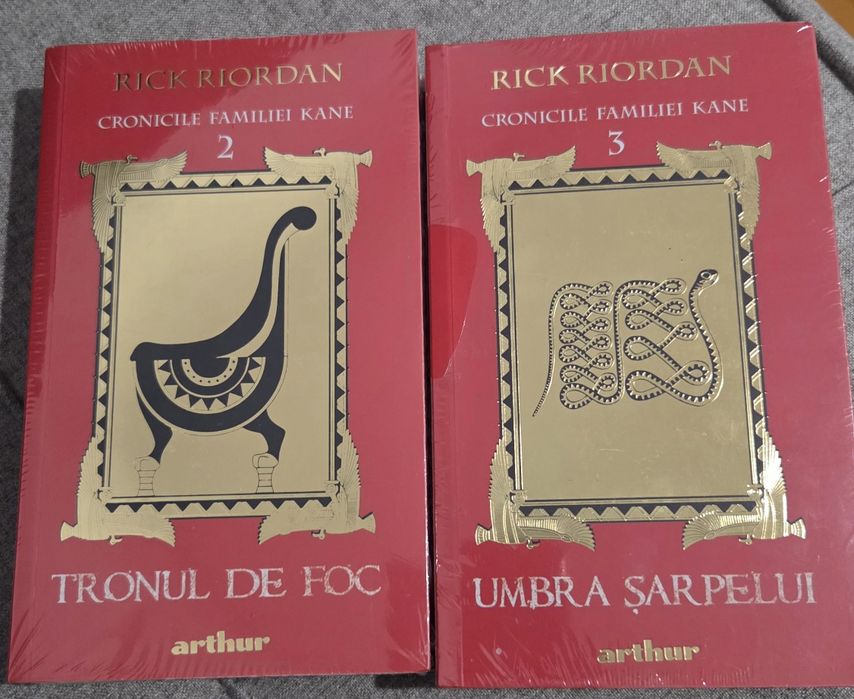 RICK RIORDAN
CRONICILE FAMILIEI KANE
2
TRONUL DE FOC
arthur
RICK RIORDAN
CRONICILE FAMILIEI KANE
3
UMBRA ȘARPELUI
arthur